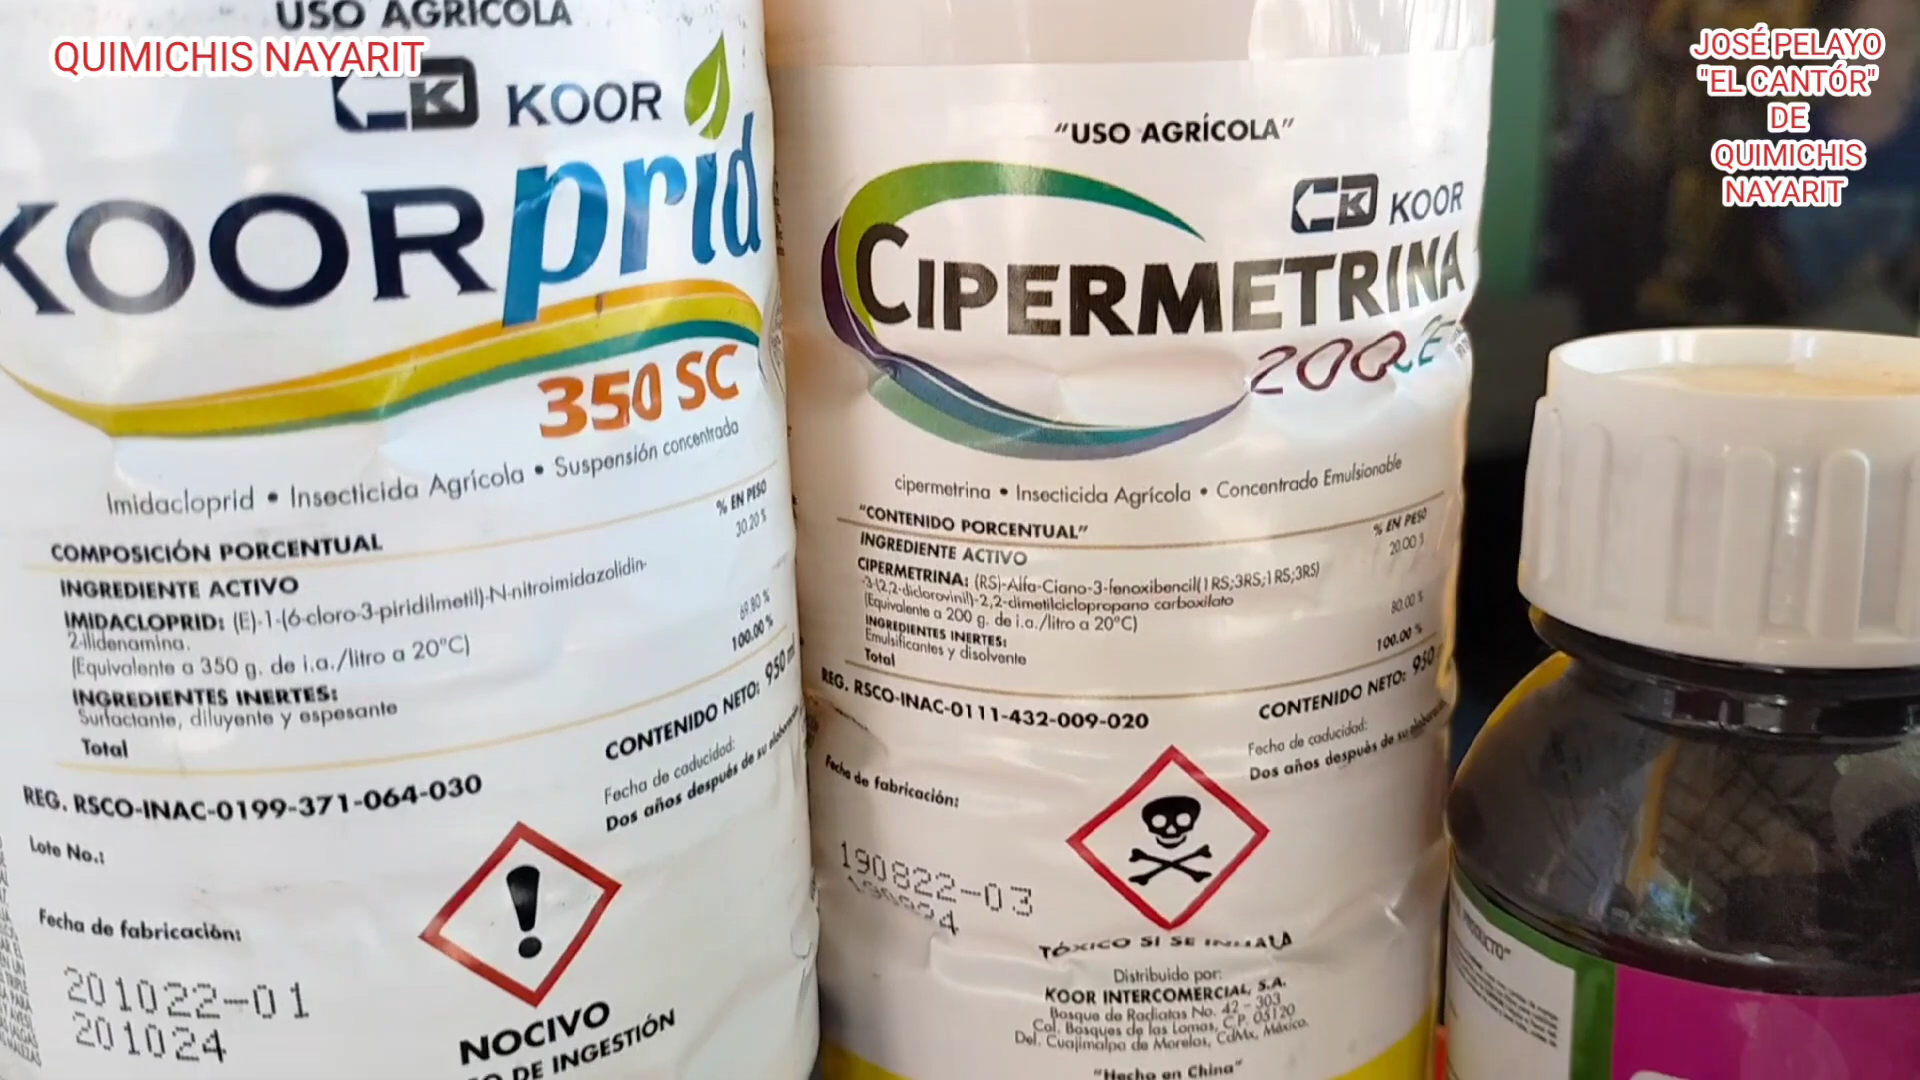 QUIMICHIS NAYARIT
JOSÉ PELAYO
"EL CANTÓR"
DE
QUIMICHIS
NAYARIT
USO AGRÍCOLA
CK KOOR
KOORprid
350 SC
Imidacloprid • Insecticida Agrícola • Suspensión concentrada
% EN PESO
COMPOSICIÓN PORCENTUAL
30.20 %
INGREDIENTE ACTIVO
IMIDACLOPRID: (E)-1-(6-cloro-3-piridilmetil)-N-nitroimidazolidin-
2-ilidenamina.
(Equivalente a 350 g. de i.a./litro a 20°C)
INGREDIENTES INERTES:
69.80 %
Surfactante, diluyente y espesante
Total
100.00 %
CONTENIDO NETO: 950 ml
REG. RSCO-INAC-0199-371-064-030
Fecha de caducidad:
Dos años después de su elaboración
Lote No.:
Fecha de fabricación:
201022-01
201024
NOCIVO
DE INGESTIÓN
"USO AGRÍCOLA"
CK KOOR
CIPERMETRINA
200 CE
cipermetrina • Insecticida Agrícola • Concentrado Emulsionable
"CONTENIDO PORCENTUAL"
% EN PESO
INGREDIENTE ACTIVO
20.00 %
CIPERMETRINA: (RS)-Alfa-Ciano-3-fenoxibencil(1RS;3RS;1RS;3RS)
-3-(2,2-diclorovinil)-2,2-dimetilciclopropano carboxilato
(Equivalente a 200 g. de i.a./litro a 20°C)
INGREDIENTES INERTES:
80.00 %
Emulsificantes y disolvente
Total
100.00 %
REG. RSCO-INAC-0111-432-009-020
CONTENIDO NETO: 950
Fecha de caducidad:
Dos años después de su elaboración
Fecha de fabricación:
190822-03
190824
TÓXICO SI SE INHALA
Distribuido por:
KOOR INTERCOMERCIAL, S.A.
Bosque de Radiatas No. 42 - 303
Col. Bosques de las Lomas, C.P. 05120
Del. Cuajimalpa de Morelos, CdMx, México.
"Hecho en China"